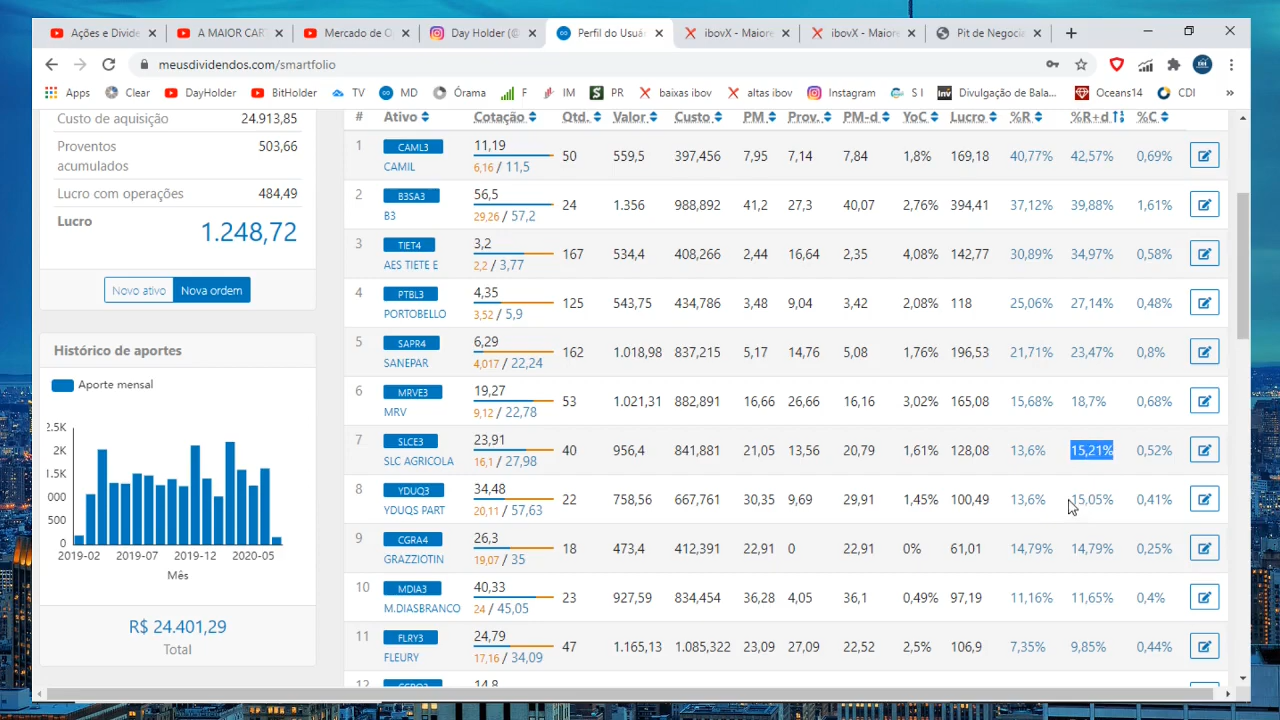 Ações e Divide
A MAIOR CAR
Mercado de O
Day Holder (@
Perfil do Usuá
ibovX - Maiore
ibovX - Maiore
Pit de Negocia
meusdividendos.com/smartfolio
Apps Clear DayHolder BitHolder TV MD Órama F IM PR baixas ibov altas ibov Instagram S I Divulgação de Bala... Oceans14 CDI »
Custo de aquisição 24.913,85
Proventos acumulados 503,66
Lucro com operações 484,49
Lucro 1.248,72
Novo ativo Nova ordem
Histórico de aportes
Aporte mensal
2.5K
2K
1.5K
000
500
0
2019-02 2019-07 2019-12 2020-05
Mês
R$ 24.401,29
Total
# Ativo Cotação Qtd. Valor Custo PM Prov. PM-d YoC Lucro %R %R+d %C
1 CAML3 11,19 50 559,5 397,456 7,95 7,14 7,84 1,8% 169,18 40,77% 42,57% 0,69%
CAMIL 6,16 / 11,5
2 B3SA3 56,5 24 1.356 988,892 41,2 27,3 40,07 2,76% 394,41 37,12% 39,88% 1,61%
B3 29,26 / 57,2
3 TIET4 3,2 167 534,4 408,266 2,44 16,64 2,35 4,08% 142,77 30,89% 34,97% 0,58%
AES TIETE E 2,2 / 3,77
4 PTBL3 4,35 125 543,75 434,786 3,48 9,04 3,42 2,08% 118 25,06% 27,14% 0,48%
PORTOBELLO 3,52 / 5,9
5 SAPR4 6,29 162 1.018,98 837,215 5,17 14,76 5,08 1,76% 196,53 21,71% 23,47% 0,8%
SANEPAR 4,017 / 22,24
6 MRVE3 19,27 53 1.021,31 882,891 16,66 26,66 16,16 3,02% 165,08 15,68% 18,7% 0,68%
MRV 9,12 / 22,78
7 SLCE3 23,91 40 956,4 841,881 21,05 13,56 20,79 1,61% 128,08 13,6% 15,21% 0,52%
SLC AGRICOLA 16,1 / 27,98
8 YDUQ3 34,48 22 758,56 667,761 30,35 9,69 29,91 1,45% 100,49 13,6% 15,05% 0,41%
YDUQS PART 20,11 / 57,63
9 CGRA4 26,3 18 473,4 412,391 22,91 0 22,91 0% 61,01 14,79% 14,79% 0,25%
GRAZZIOTIN 19,07 / 35
10 MDIA3 40,33 23 927,59 834,454 36,28 4,05 36,1 0,49% 97,19 11,16% 11,65% 0,4%
M.DIASBRANCO 24 / 45,05
11 FLRY3 24,79 47 1.165,13 1.085,322 23,09 27,09 22,52 2,5% 106,9 7,35% 9,85% 0,44%
FLEURY 17,16 / 34,09
12 14,8